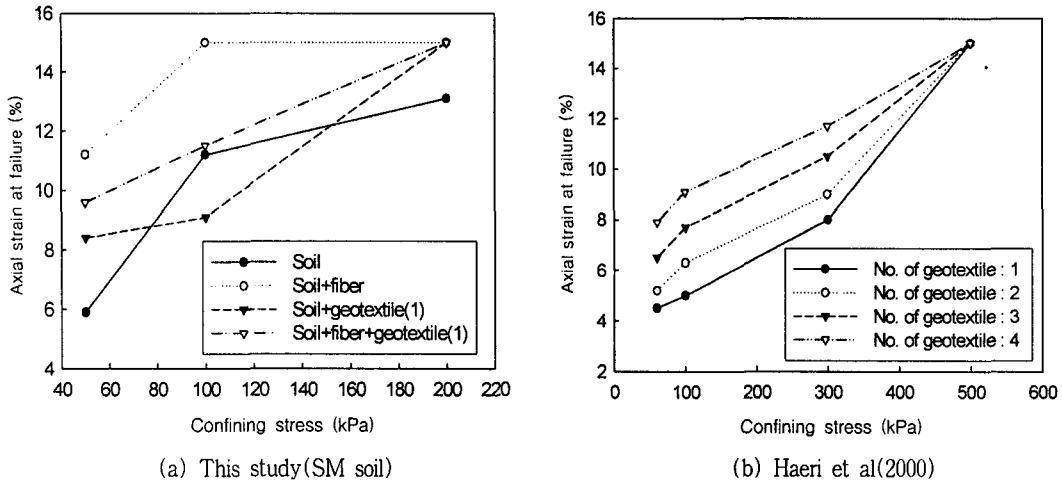 16
14
12
10
8
6
4
Axial strain at failure (%)
40 60 80 100 120 140 160 180 200 220
Confining stress (kPa)
Soil
Soil+fiber
Soil+geotextile(1)
Soil+fiber+geotextile(1)
(a) This study(SM soil)
16
14
12
10
8
6
4
2
Axial strain at failure (%)
0 100 200 300 400 500 600
Confining stress (kPa)
No. of geotextile : 1
No. of geotextile : 2
No. of geotextile : 3
No. of geotextile : 4
(b) Haeri et al(2000)